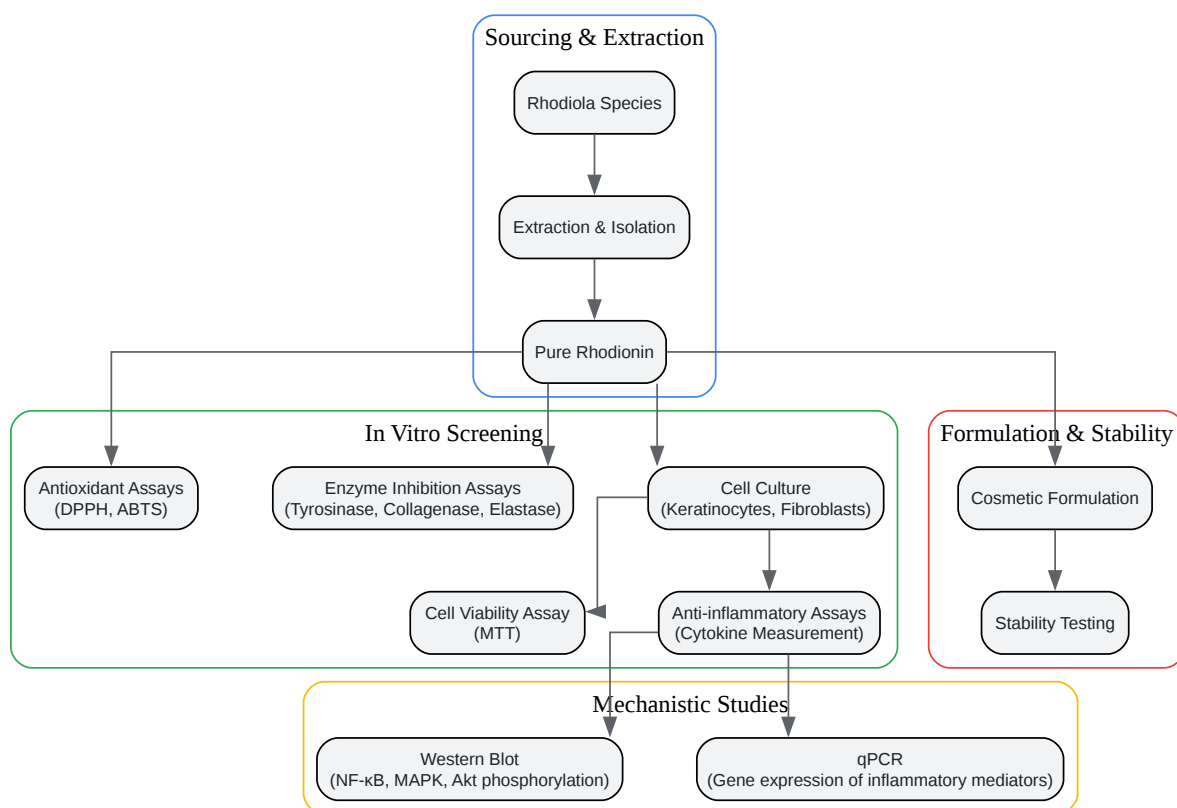 Sourcing & Extraction
Rhodiola Species
Extraction & Isolation
Pure Rhodionin
In Vitro Screening
Formulation & Stability
Antioxidant Assays
(DPPH, ABTS)
Enzyme Inhibition Assays
(Tyrosinase, Collagenase, Elastase)
Cell Culture
(Keratinocytes, Fibroblasts)
Cosmetic Formulation
Cell Viability Assay
(MTT)
Anti-inflammatory Assays
(Cytokine Measurement)
Stability Testing
Mechanistic Studies
Western Blot
(NF-κB, MAPK, Akt phosphorylation)
qPCR
(Gene expression of inflammatory mediators)